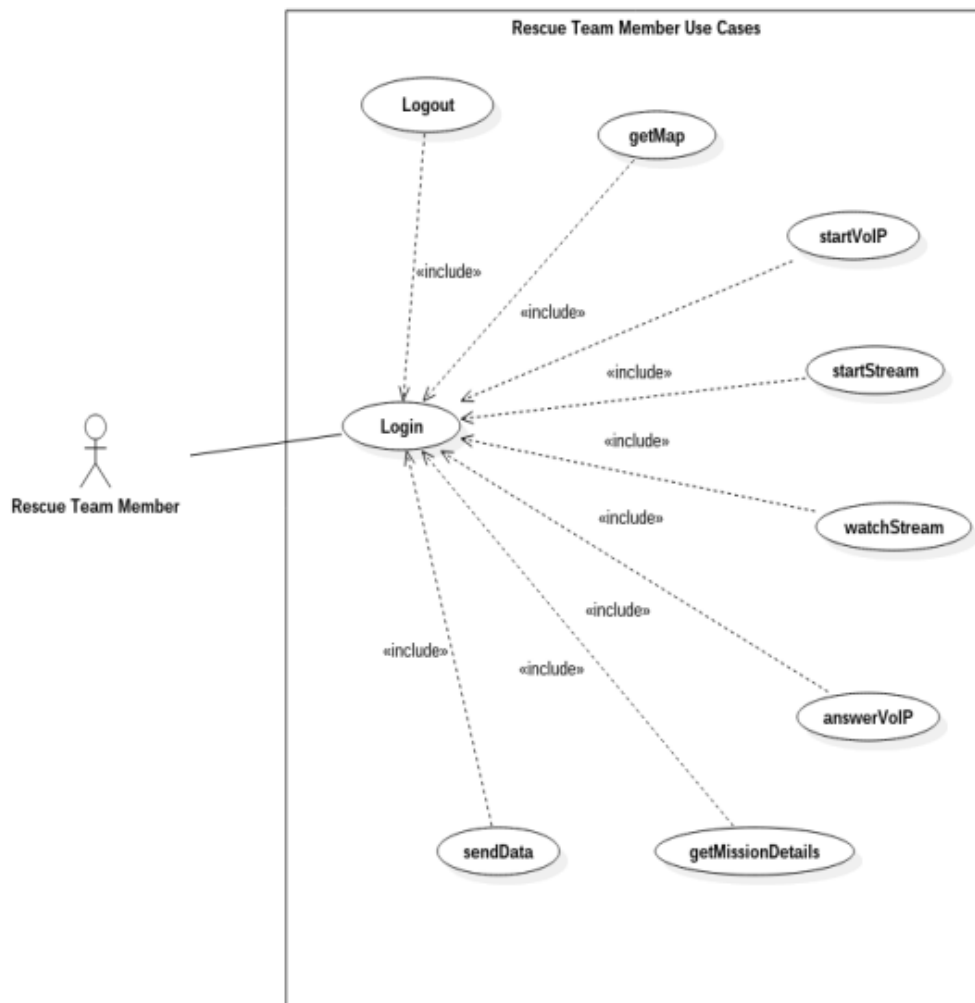 Rescue Team Member Use Cases
Logout
getMap
startVoIP
«include»
«include»
startStream
«include»
Login
«include»
Rescue Team Member
watchStream
«include»
«include»
«include»
«include»
answerVoIP
sendData
getMissionDetails